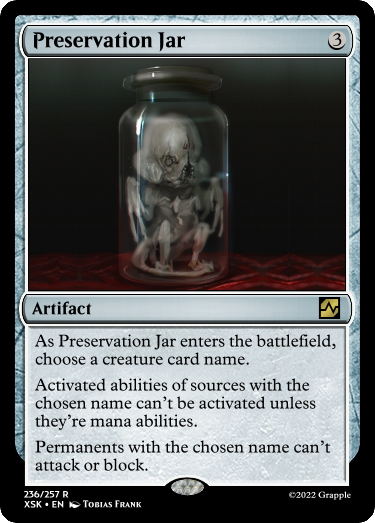 Preservation Jar 3
Artifact
As Preservation Jar enters the battlefield,
choose a creature card name.
Activated abilities of sources with the
chosen name can't be activated unless
they're mana abilities.
Permanents with the chosen name can't
attack or block.
236/257 R
XSK • EN Tobias Frank
©2022 Grapple